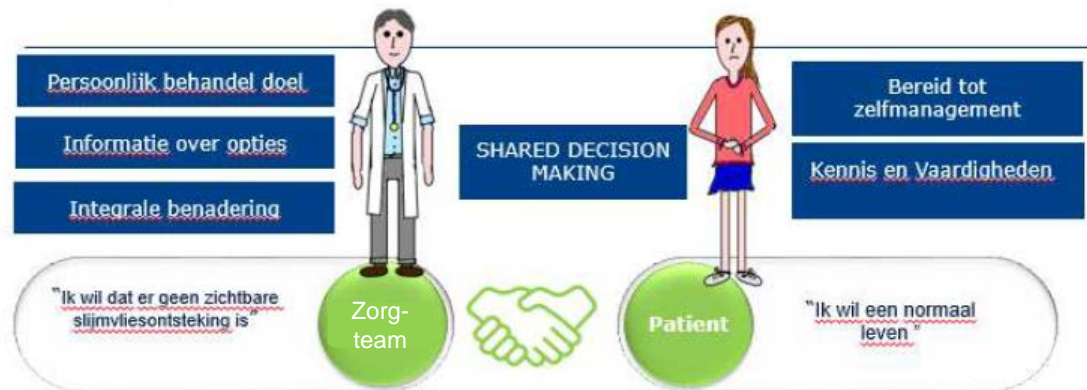 Persoonlijk behandel doel
Informatie over opties
Integrale benadering
SHARED DECISION
MAKING
Bereid tot
zelfmanagement
Kennis en Vaardigheden
"Ik wil dat er geen zichtbare
slijmvliesontsteking is"
Zorg-
team
Patient
"Ik wil een normaal
leven "